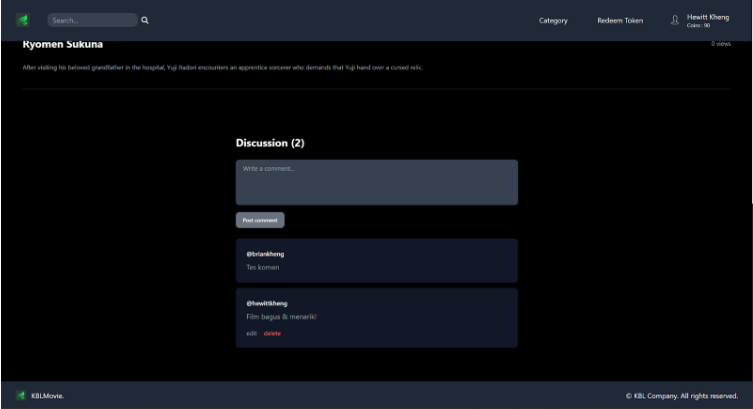 Search...
Category
Redeem Token
Hewitt Kheng
Coins: 90
Ryomen Sukuna
0 views
After visiting his beloved grandfather in the hospital, Yuji Itadori encounters an apprentice sorcerer who demands that Yuji hand over a cursed relic.
Discussion (2)
Write a comment...
Post comment
@briankheng
Tes komen
@hewittkheng
Film bagus & menarik!
edit delete
KBLMovie.
© KBL Company. All rights reserved.